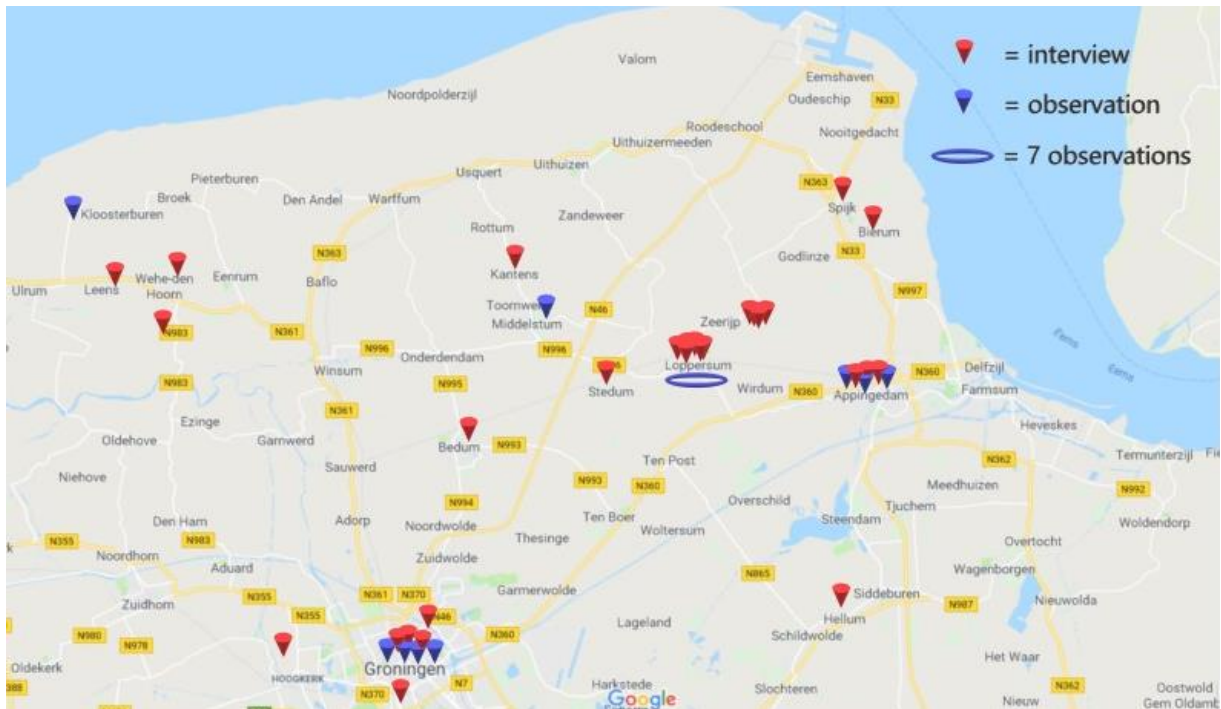 Valom
= interview
Eemshaven
Noordpolderzijl
Oudeschip
N33
= observation
Roodeschool
Nooitgedacht
Uithuizermeeden
= 7 observations
Uithuizen
Usquert
Pieterburen
N363
Broek
Den Andel
Warffum
Spijk
Kloosterburen
Zandeweer
Rottum
Bierum
N363
N33
Godlinze
Kantens
Wehe-den
Hoorn
Eenrum
Baflo
Ulrum
Leens
N997
Middelstum
N46
Zeerijp
N983
N361
N996
N996
Onderdendam
Loppersum
Winsum
Delfzijl
N360
N983
N995
Stedum
Wirdum
N360
Appingedam
Farmsum
N361
Ezinge
Garnwerd
Heveskes
Oldehove
Bedum
N993
Termunterzijl
Sauwerd
Ten Post
N362
Niehove
N993
N360
Meedhuizen
N992
N994
Overschild
Tjuchem
Den Ham
Adorp
Noordwolde
Ten Boer
Steendam
Woldendorp
Woltersum
N355
N983
Thesinge
Overtocht
Noordhorn
Zuidwolde
Aduard
N865
Wagenborgen
Garmerwolde
Siddeburen
N361
N370
N355
Nieuwolda
Zuidhorn
N987
N355
N46
Hellum
Lageland
N360
Schildwolde
N980
N978
Oldekerk
Groningen
Het Waar
HOOGKERK
N7
N370
Harkstede
Slochteren
N362
Oostwold
N388
Google
Nieuw
Gem Oldamb